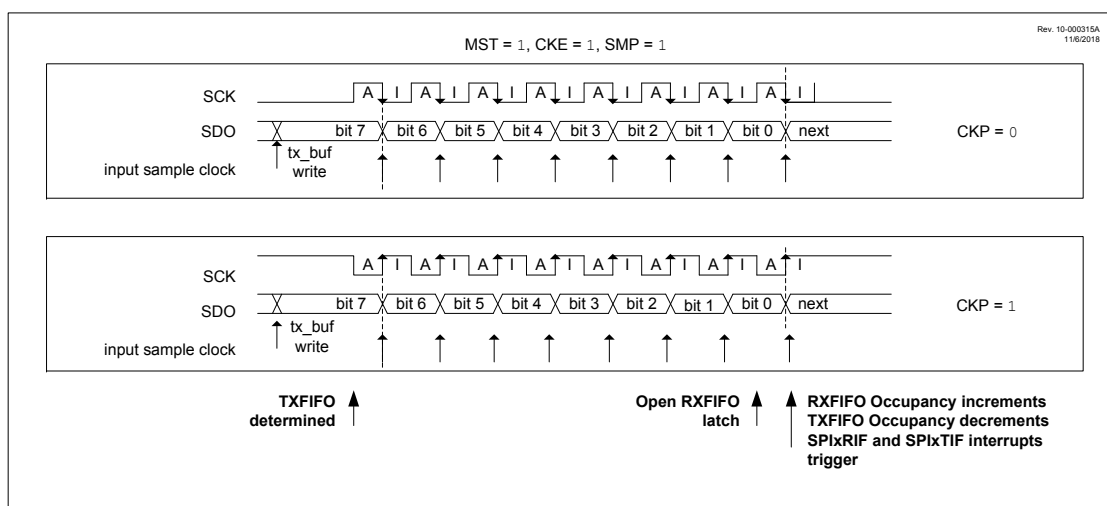 Rev. 10-000315A
11/6/2018
MST = 1, CKE = 1, SMP = 1
SCK A I A I A I A I A I A I A I A I
SDO bit 7 bit 6 bit 5 bit 4 bit 3 bit 2 bit 1 bit 0 next CKP = 0
tx_buf
write
input sample clock
SCK A I A I A I A I A I A I A I A I
SDO bit 7 bit 6 bit 5 bit 4 bit 3 bit 2 bit 1 bit 0 next CKP = 1
tx_buf
write
input sample clock
TXFIFO
determined
Open RXFIFO
latch
RXFIFO Occupancy increments
TXFIFO Occupancy decrements
SPIxRIF and SPIxTIF interrupts
trigger